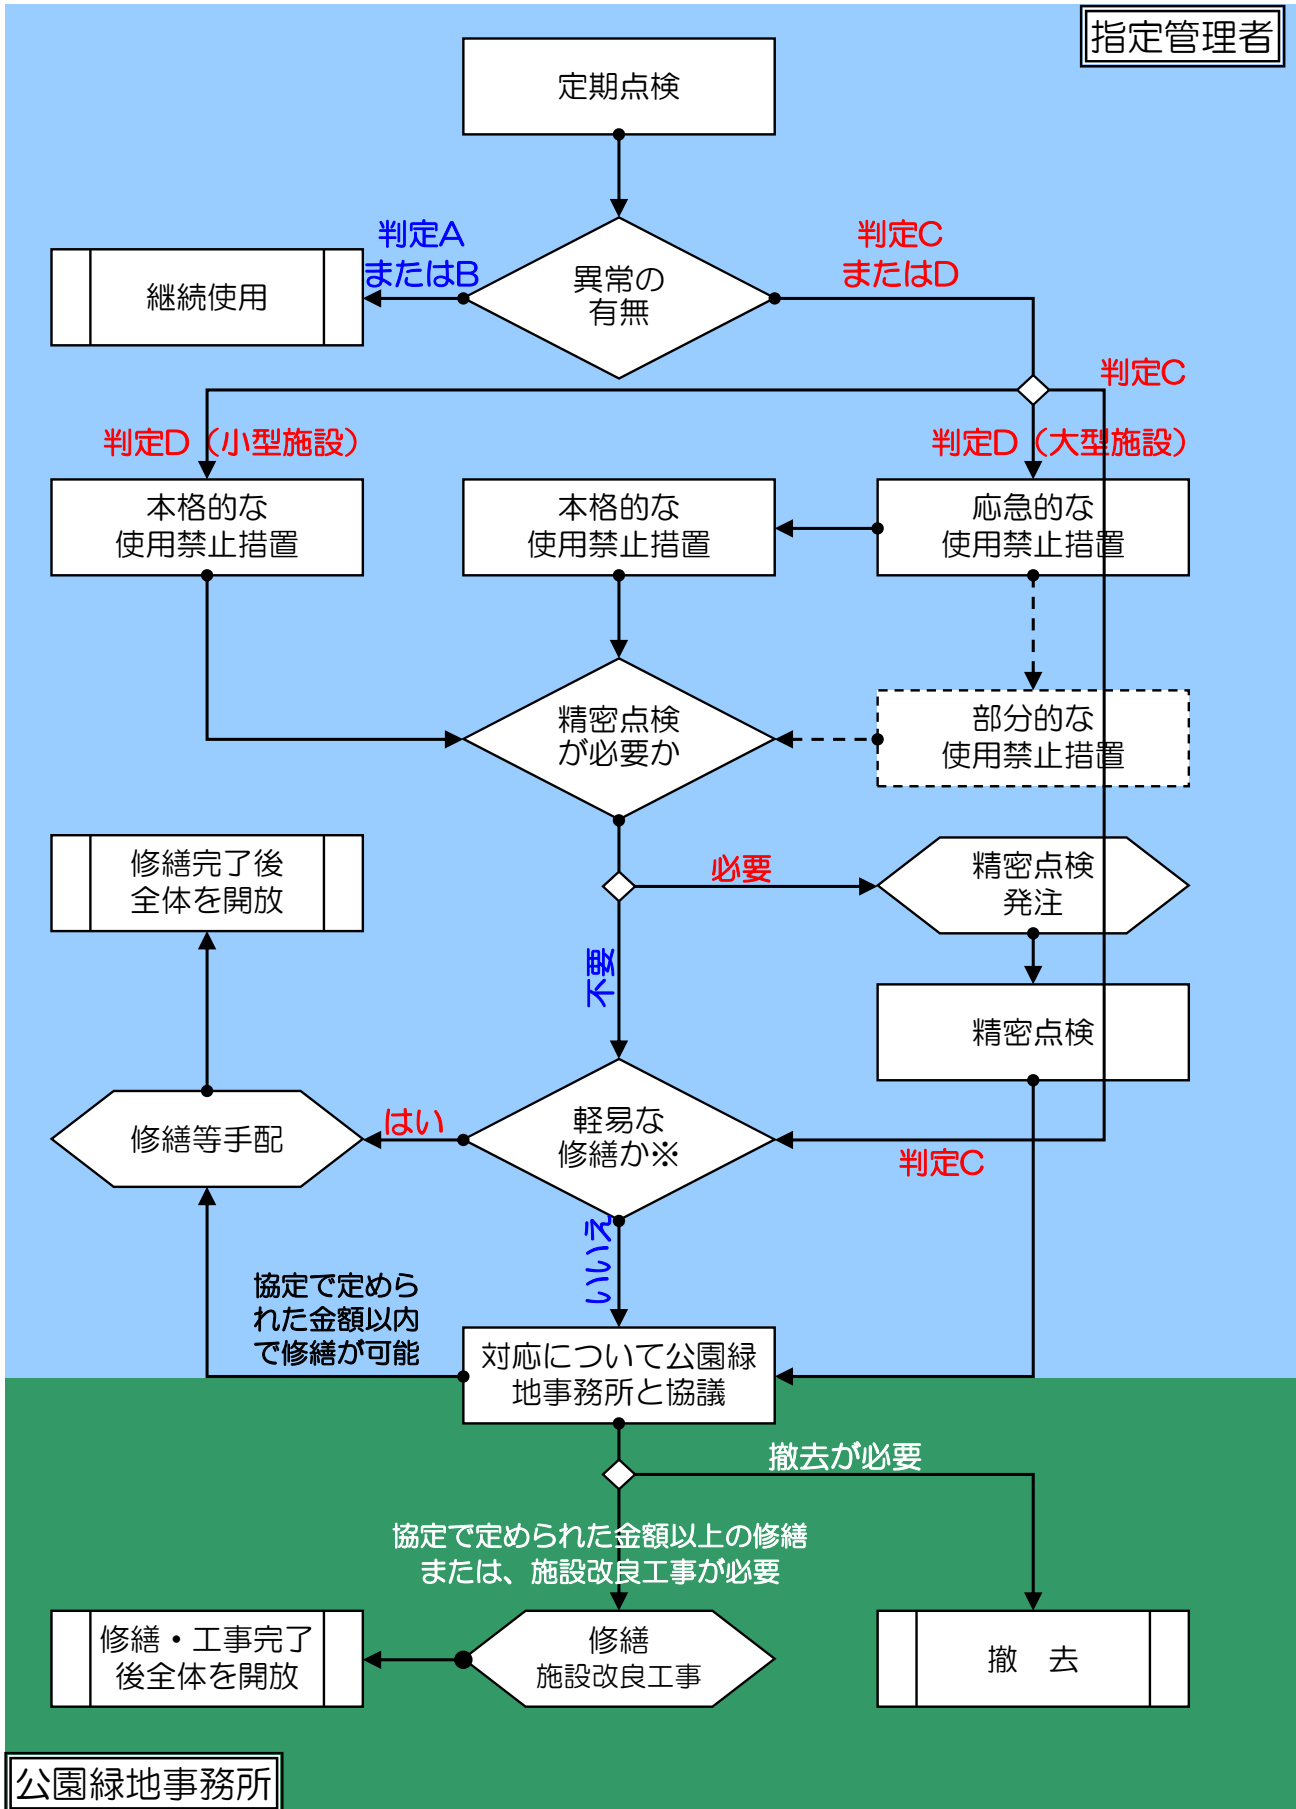 指定管理者
定期点検
判定A
またはB
判定C
またはD
継続使用
異常の
有無
判定C
判定D（小型施設）
判定D（大型施設）
本格的な
使用禁止措置
本格的な
使用禁止措置
応急的な
使用禁止措置
精密点検
が必要か
部分的な
使用禁止措置
修繕完了後
全体を開放
必要
精密点検
発注
不要
精密点検
修繕等手配
はい
軽易な
修繕か※
判定C
いいえ
協定で定めら
れた金額以内
で修繕が可能
対応について公園緑
地事務所と協議
撤去が必要
協定で定められた金額以上の修繕
または、施設改良工事が必要
修繕・工事完了
後全体を開放
修繕
施設改良工事
撤　去
公園緑地事務所